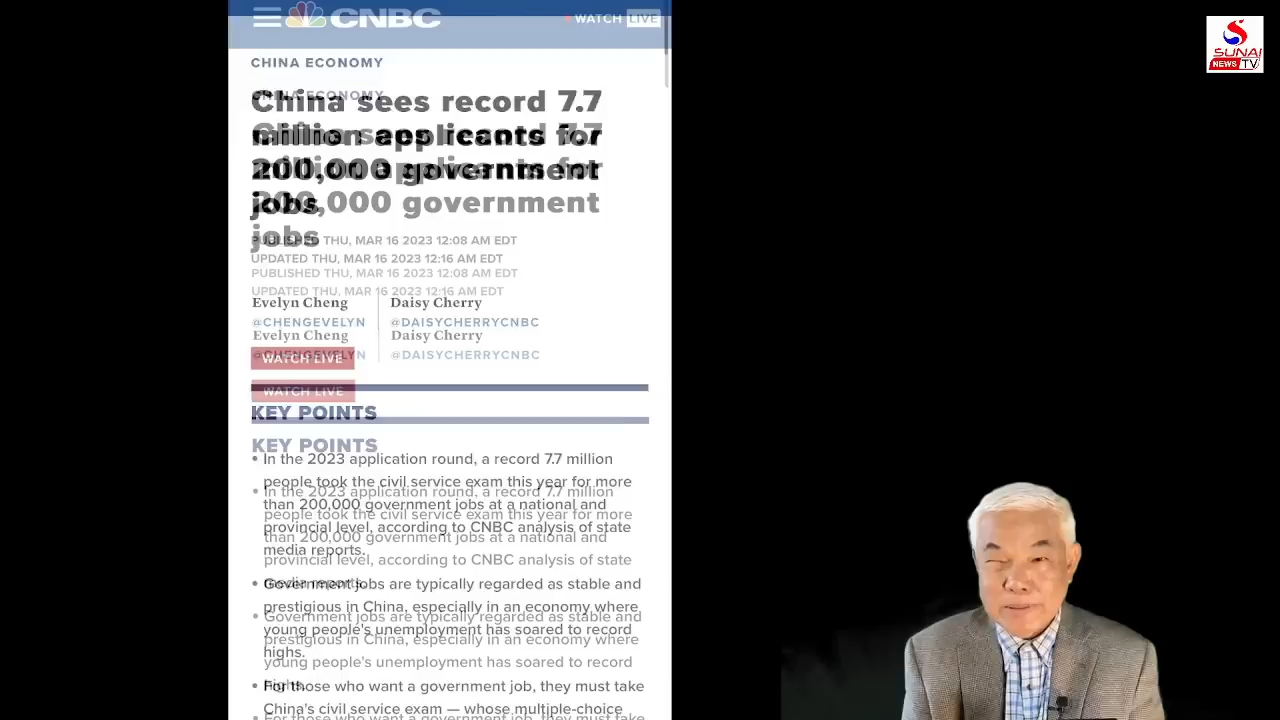 CNBC
WATCH LIVE
SUNAI
NEWS TV
CHINA ECONOMY
China sees record 7.7
million applicants for
200,000 government
jobs
PUBLISHED THU, MAR 16 2023 12:08 AM EDT
UPDATED THU, MAR 16 2023 12:16 AM EDT
Evelyn Cheng
@CHENGEVELYN
Daisy Cherry
@DAISYCHERRYCNBC
WATCH LIVE
KEY POINTS
• In the 2023 application round, a record 7.7 million
people took the civil service exam this year for more
than 200,000 government jobs at a national and
provincial level, according to CNBC analysis of state
media reports.
• Government jobs are typically regarded as stable and
prestigious in China, especially in an economy where
young people's unemployment has soared to record
highs.
• For those who want a government job, they must take
China's civil service exam — whose multiple-choice